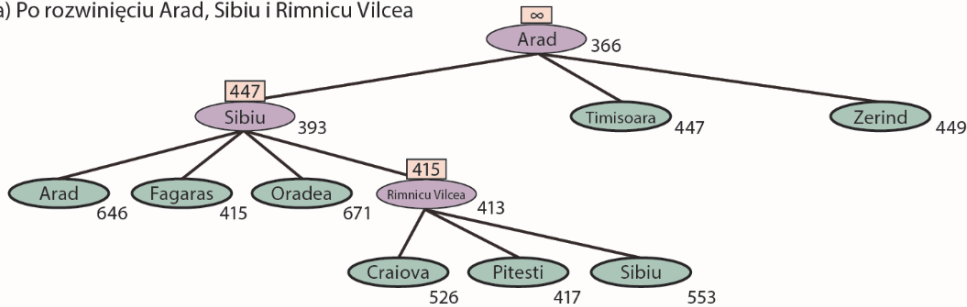 a) Po rozwinięciu Arad, Sibiu i Rimnicu Vilcea
∞
Arad 366
447
Sibiu 393
Timisoara 447
Zerind 449
Arad 646
Fagaras 415
Oradea 671
415
Rimnicu Vilcea 413
Craiova 526
Pitesti 417
Sibiu 553